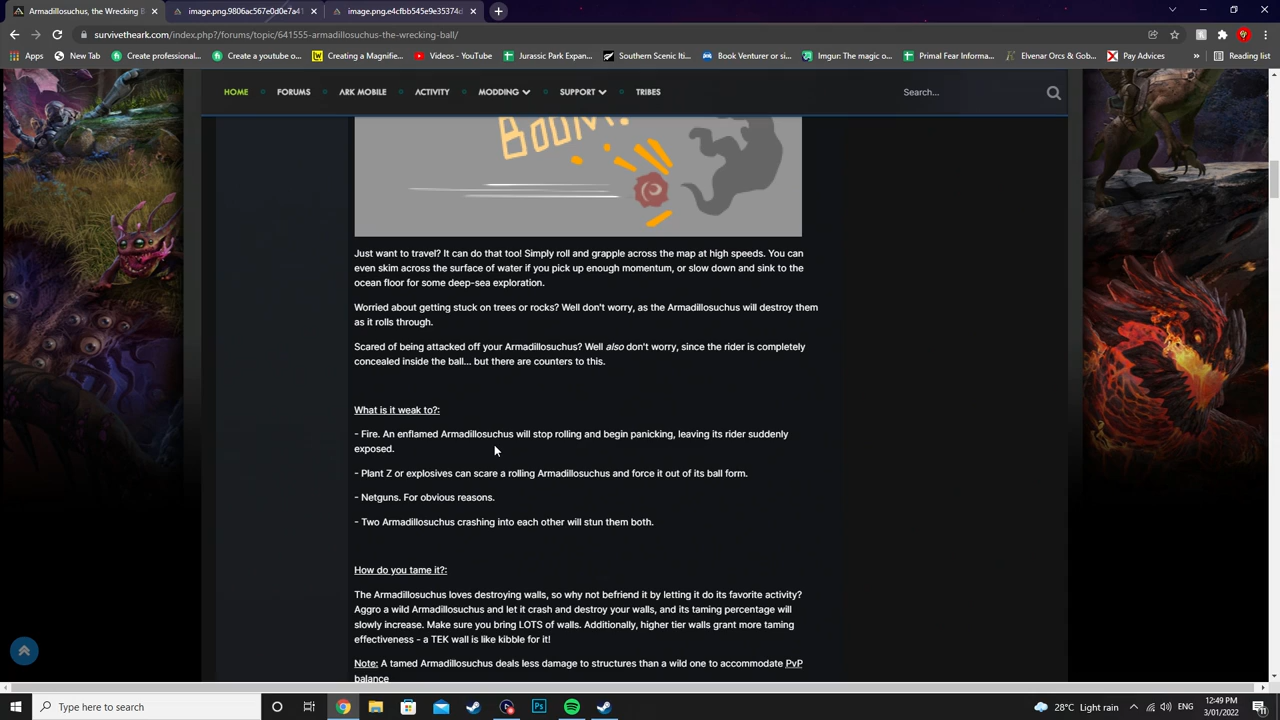 Armadillosuchus, the Wrecking B
image.png.9806ac567e0d0e7a41
image.png.e4cfbb545e9e35374d
survivetheark.com/index.php?/forums/topic/641555-armadillosuchus-the-wrecking-ball/
Apps
New Tab
Create professional...
Create a youtube o...
Creating a Magnifie...
Videos - YouTube
Jurassic Park Expan...
Southern Scenic Iti...
Book Venturer or si...
Imgur: The magic o...
Primal Fear Informa...
Elvenar Orcs & Gob...
Pay Advices
»
Reading list
HOME
FORUMS
ARK MOBILE
ACTIVITY
MODDING
SUPPORT
TRIBES
Search...
BOOM!
Just want to travel? It can do that too! Simply roll and grapple across the map at high speeds. You can
even skim across the surface of water if you pick up enough momentum, or slow down and sink to the
ocean floor for some deep-sea exploration.
Worried about getting stuck on trees or rocks? Well don't worry, as the Armadillosuchus will destroy them
as it rolls through.
Scared of being attacked off your Armadillosuchus? Well also don't worry, since the rider is completely
concealed inside the ball... but there are counters to this.
What is it weak to?:
- Fire. An enflamed Armadillosuchus will stop rolling and begin panicking, leaving its rider suddenly
exposed.
- Plant Z or explosives can scare a rolling Armadillosuchus and force it out of its ball form.
- Netguns. For obvious reasons.
- Two Armadillosuchus crashing into each other will stun them both.
How do you tame it?:
The Armadillosuchus loves destroying walls, so why not befriend it by letting it do its favorite activity?
Aggro a wild Armadillosuchus and let it crash and destroy your walls, and its taming percentage will
slowly increase. Make sure you bring LOTS of walls. Additionally, higher tier walls grant more taming
effectiveness - a TEK wall is like kibble for it!
Note: A tamed Armadillosuchus deals less damage to structures than a wild one to accommodate PvP
balance
Type here to search
28°C Light rain
ENG
12:49 PM
3/01/2022